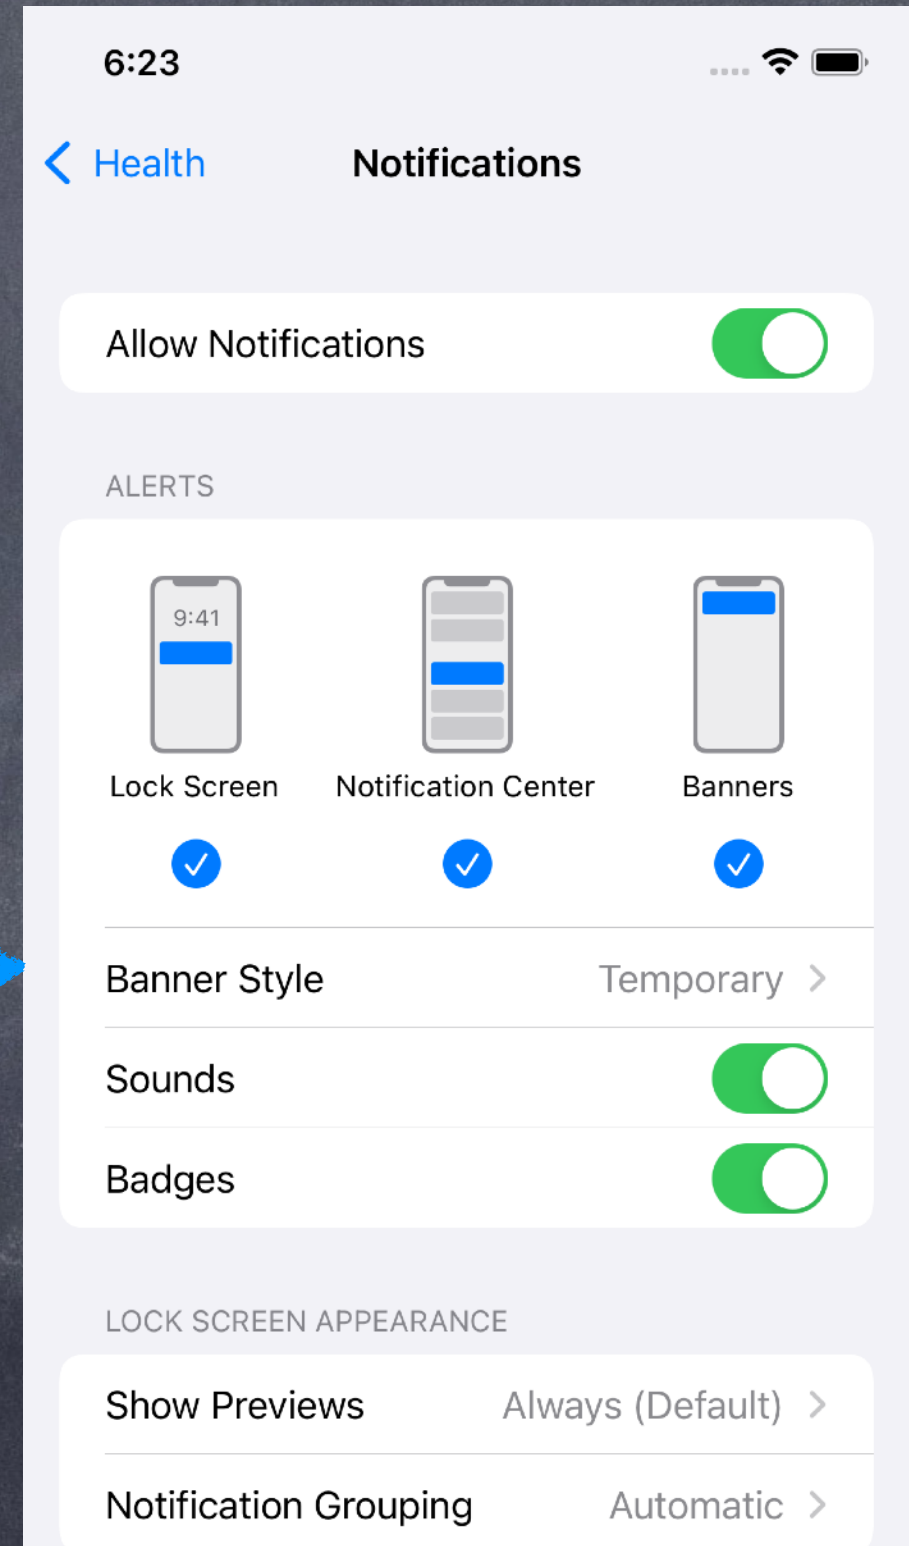 6:23
Health
Notifications
Allow Notifications
ALERTS
9:41
Lock Screen
Notification Center
Banners
Banner Style
Temporary
Sounds
Badges
LOCK SCREEN APPEARANCE
Show Previews
Always (Default)
Notification Grouping
Automatic